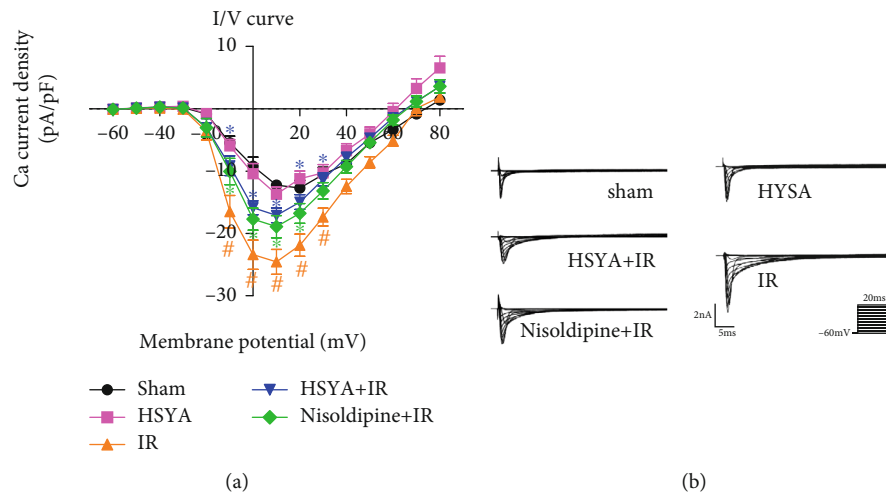 I/V curve
Ca current density
(pA/pF)
10
−60
−40
20
40
60
80
−10
−20
−30
*
*
*
*
*
*
*
*
*
*
#
#
#
#
#
Membrane potential (mV)
Sham
HSYA
IR
HSYA+IR
Nisoldipine+IR
(a)
sham
HYSA
HSYA+IR
IR
Nisoldipine+IR
2nA
5ms
20ms
−60mV
(b)